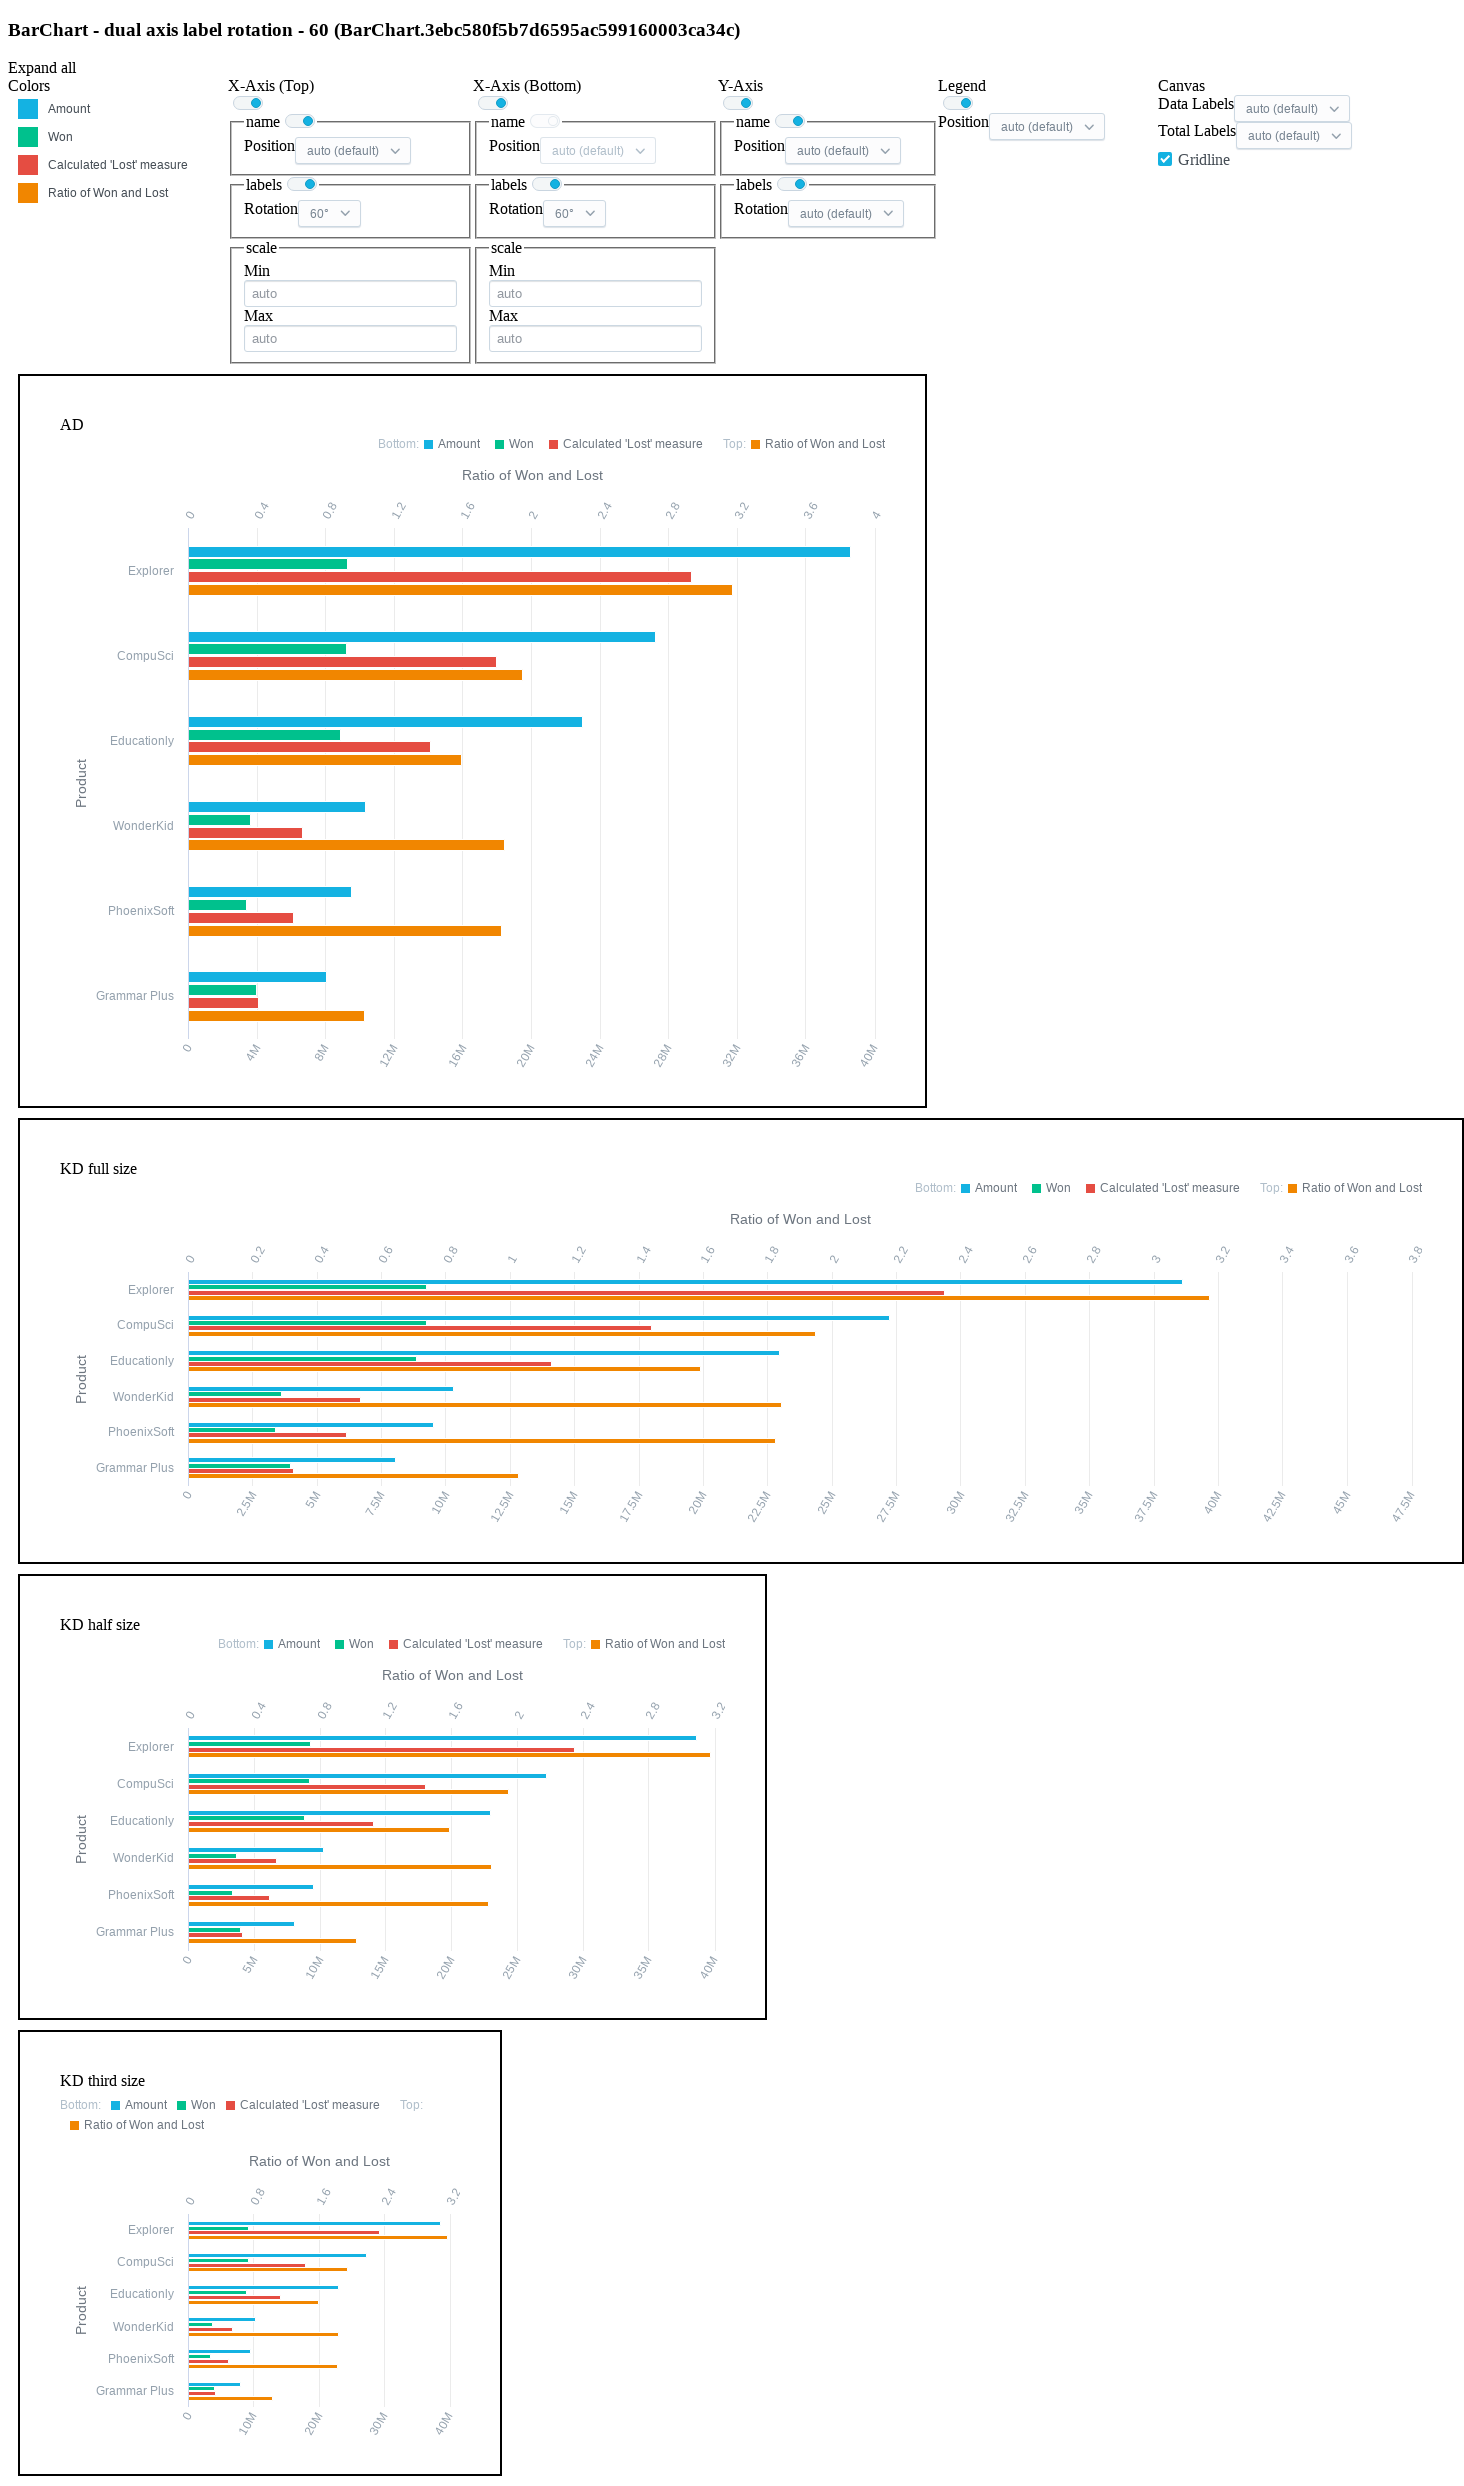 BarChart - dual axis label rotation - 60 (BarChart.3ebc580f5b7d6595ac599160003ca34c)
Expand all
Colors
Amount
Won
Calculated 'Lost' measure
Ratio of Won and Lost
X-Axis (Top)
name
Position auto (default)
labels
Rotation 60°
scale
Min
auto
Max
auto
X-Axis (Bottom)
name
Position auto (default)
labels
Rotation 60°
scale
Min
auto
Max
auto
Y-Axis
name
Position auto (default)
labels
Rotation auto (default)
Legend
Position auto (default)
Canvas
Data Labels auto (default)
Total Labels auto (default)
Gridline
AD
Bottom: Amount Won Calculated 'Lost' measure Top: Ratio of Won and Lost
Ratio of Won and Lost
0 0.4 0.8 1.2 1.6 2 2.4 2.8 3.2 3.6 4
Product
Explorer
CompuSci
Educationly
WonderKid
PhoenixSoft
Grammar Plus
0 4M 8M 12M 16M 20M 24M 28M 32M 36M 40M
KD full size
Bottom: Amount Won Calculated 'Lost' measure Top: Ratio of Won and Lost
Ratio of Won and Lost
0 0.2 0.4 0.6 0.8 1 1.2 1.4 1.6 1.8 2 2.2 2.4 2.6 2.8 3 3.2 3.4 3.6 3.8
Product
Explorer
CompuSci
Educationly
WonderKid
PhoenixSoft
Grammar Plus
0 2.5M 5M 7.5M 10M 12.5M 15M 17.5M 20M 22.5M 25M 27.5M 30M 32.5M 35M 37.5M 40M 42.5M 45M 47.5M
KD half size
Bottom: Amount Won Calculated 'Lost' measure Top: Ratio of Won and Lost
Ratio of Won and Lost
0 0.4 0.8 1.2 1.6 2 2.4 2.8 3.2
Product
Explorer
CompuSci
Educationly
WonderKid
PhoenixSoft
Grammar Plus
0 5M 10M 15M 20M 25M 30M 35M 40M
KD third size
Bottom: Amount Won Calculated 'Lost' measure Top:
Ratio of Won and Lost
Ratio of Won and Lost
0 0.8 1.6 2.4 3.2
Product
Explorer
CompuSci
Educationly
WonderKid
PhoenixSoft
Grammar Plus
0 10M 20M 30M 40M